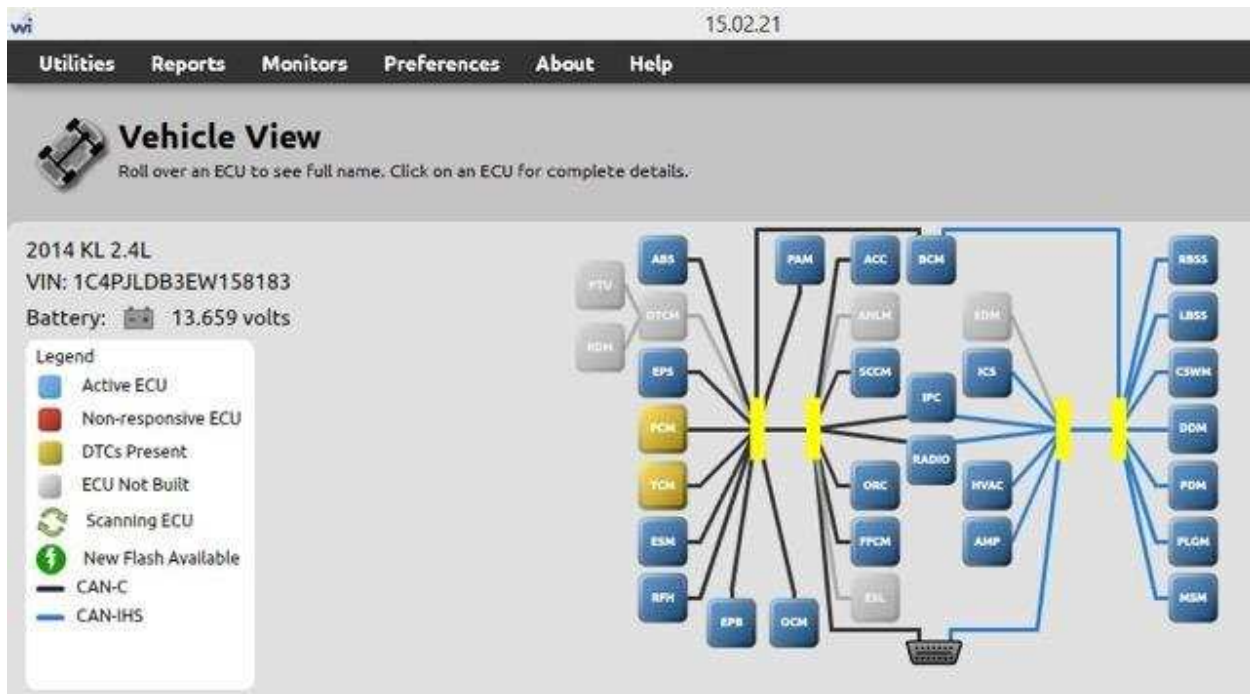 wi 15.02.21
Utilities Reports Monitors Preferences About Help
Vehicle View
Roll over an ECU to see full name. Click on an ECU for complete details.
2014 KL 2.4L
VIN: 1C4PJLDB3EW158183
Battery: 13.659 volts
Legend
Active ECU
Non-responsive ECU
DTCs Present
ECU Not Built
Scanning ECU
New Flash Available
CAN-C
CAN-IHS
ABS PAM ACC BCM RBSS
PTU
DTCM ANLM EDM LBSS
RDM
EPS SCCM ICS CSWM
IPC
PCM DDM
RADIO
TCM ORC HVAC PDM
ESM FPCM AMP PLGM
RFH ESL MSM
EPB OCM